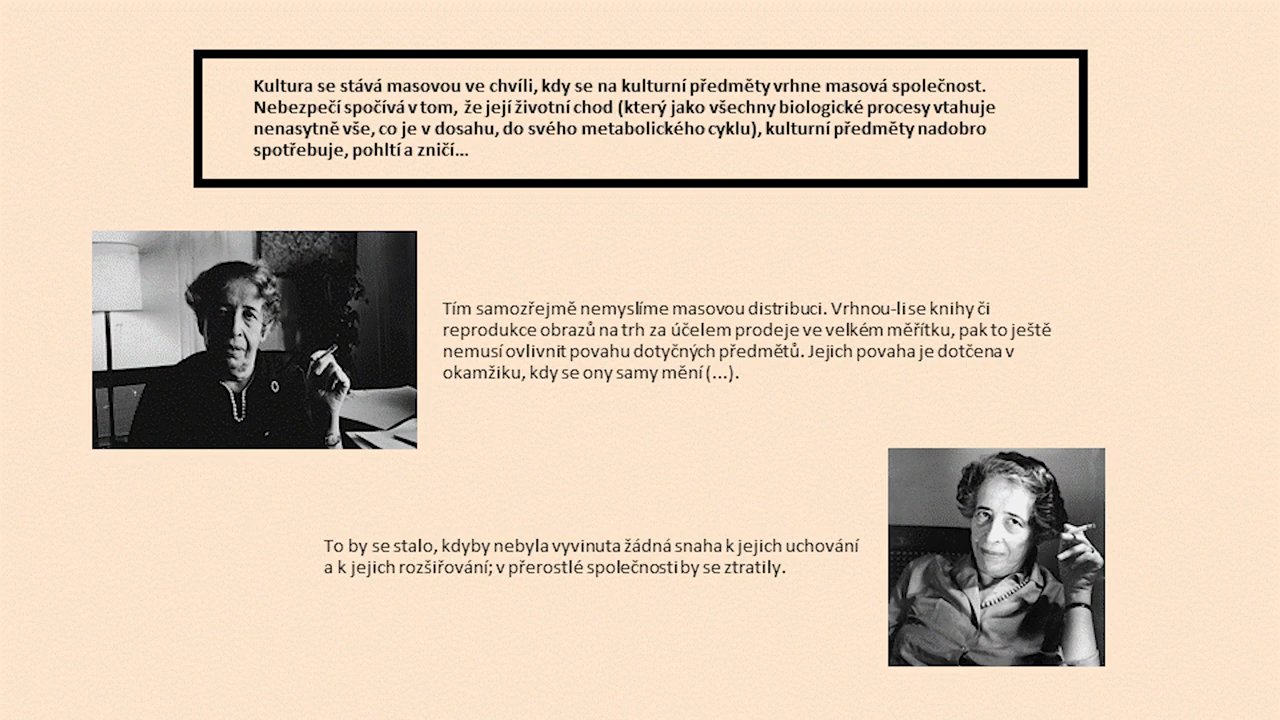 Kultura se stává masovou ve chvíli, kdy se na kulturní předměty vrhne masová společnost.
Nebezpečí spočívá v tom, že její životní chod (který jako všechny biologické procesy vtahuje
nenasytně vše, co je v dosahu, do svého metabolického cyklu), kulturní předměty nadobro
spotřebuje, pohltí a zničí...
Tím samozřejmě nemyslíme masovou distribuci. Vrhnou-li se knihy či
reprodukce obrazů na trh za účelem prodeje ve velkém měřítku, pak to ještě
nemusí ovlivnit povahu dotyčných předmětů. Jejich povaha je dotčena v
okamžiku, kdy se ony samy mění (...).
To by se stalo, kdyby nebyla vyvinuta žádná snaha k jejich uchování
a k jejich rozšiřování; v přerostlé společnosti by se ztratily.